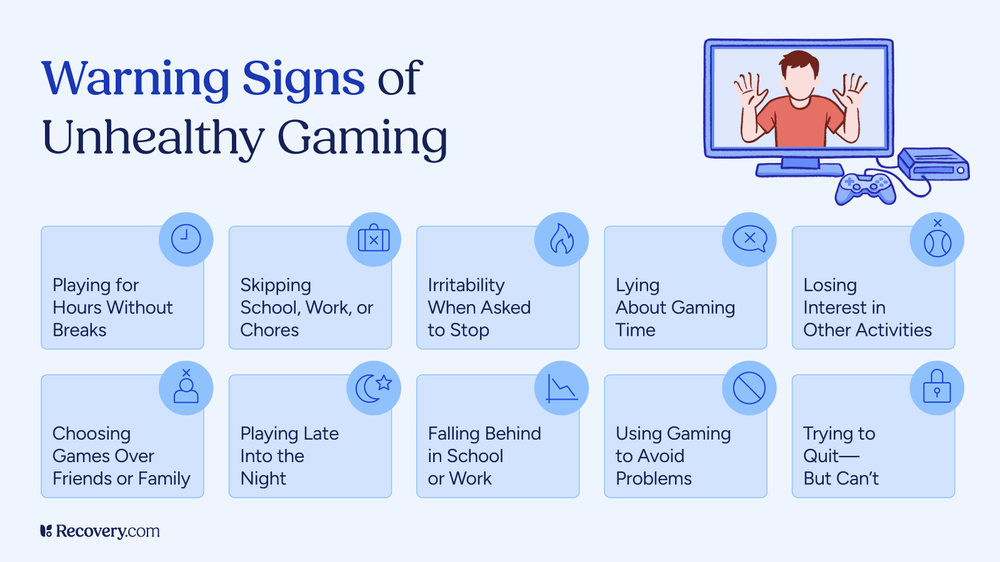 Warning Signs of
Unhealthy Gaming
Playing for
Hours Without
Breaks
Skipping
School, Work, or
Chores
Irritability
When Asked
to Stop
Lying
About Gaming
Time
Losing
Interest in
Other Activities
Choosing
Games Over
Friends or Family
Playing Late
Into the
Night
Falling Behind
in School
or Work
Using Gaming
to Avoid
Problems
Trying to
Quit—
But Can’t
Recovery.com